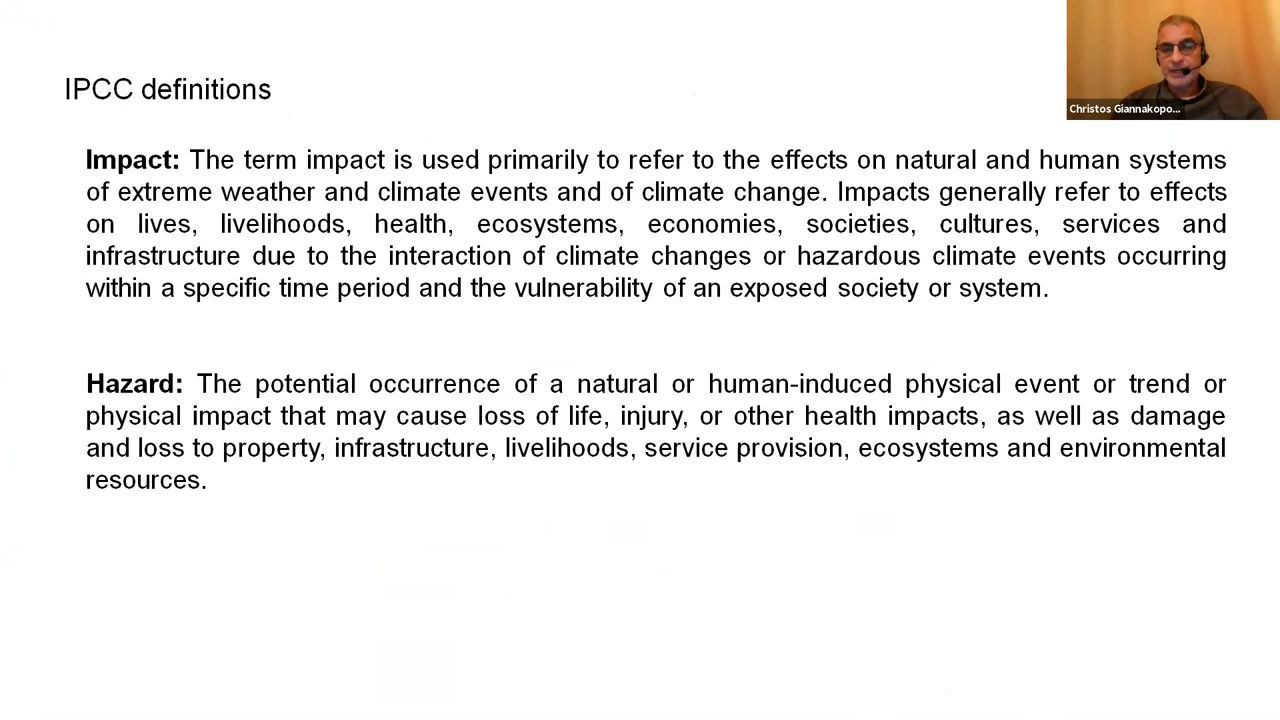 IPCC definitions
Christos Giannakopo...
Impact: The term impact is used primarily to refer to the effects on natural and human systems
of extreme weather and climate events and of climate change. Impacts generally refer to effects
on lives, livelihoods, health, ecosystems, economies, societies, cultures, services and
infrastructure due to the interaction of climate changes or hazardous climate events occurring
within a specific time period and the vulnerability of an exposed society or system.
Hazard: The potential occurrence of a natural or human-induced physical event or trend or
physical impact that may cause loss of life, injury, or other health impacts, as well as damage
and loss to property, infrastructure, livelihoods, service provision, ecosystems and environmental
resources.